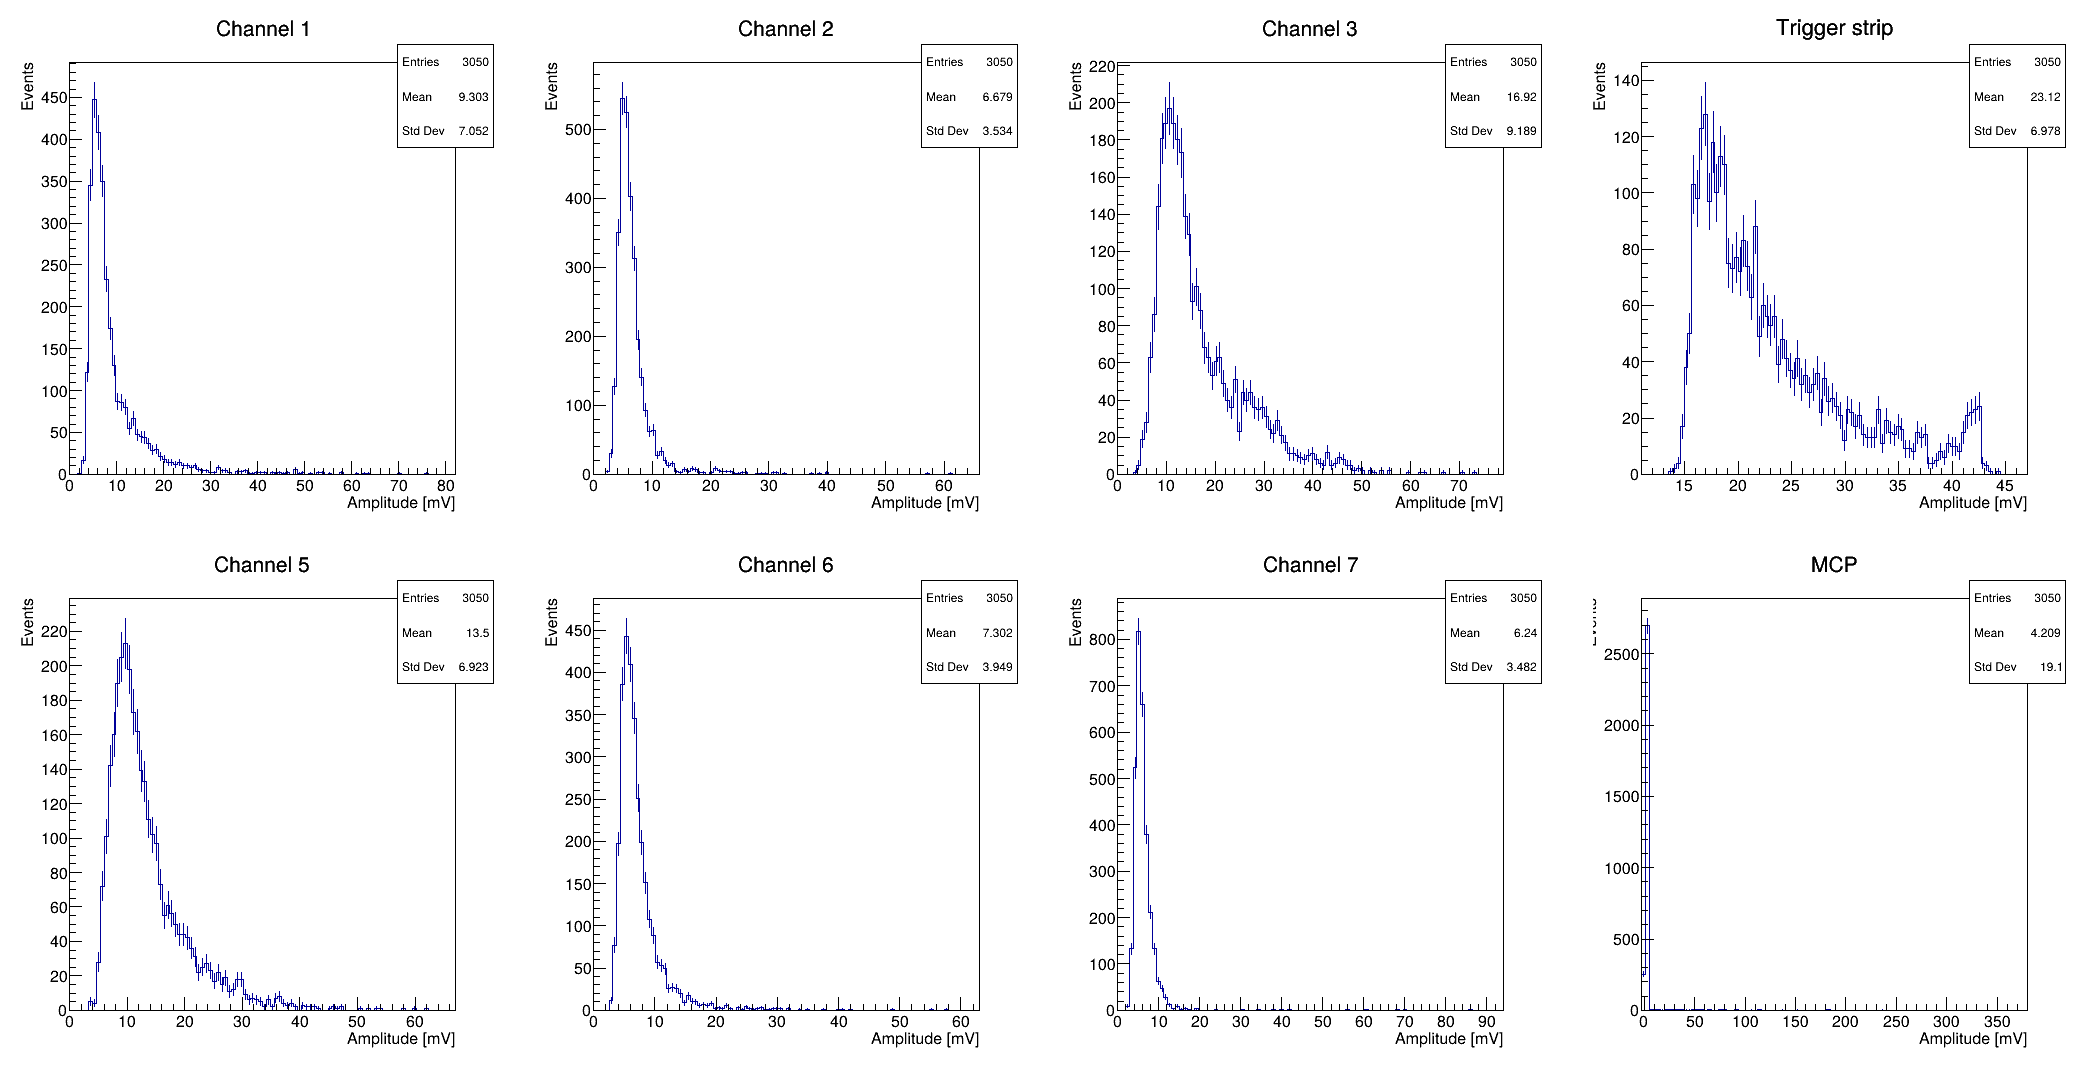 Channel 1
Entries 3050
Mean 9.303
Std Dev 7.052
Events
450
400
350
300
250
200
150
100
50
0
0 10 20 30 40 50 60 70 80
Amplitude [mV]
Channel 2
Entries 3050
Mean 6.679
Std Dev 3.534
Events
500
400
300
200
100
0
0 10 20 30 40 50 60
Amplitude [mV]
Channel 3
Entries 3050
Mean 16.92
Std Dev 9.189
Events
220
200
180
160
140
120
100
80
60
40
20
0
0 10 20 30 40 50 60 70
Amplitude [mV]
Trigger strip
Entries 3050
Mean 23.12
Std Dev 6.978
Events
140
120
100
80
60
40
20
0
15 20 25 30 35 40 45
Amplitude [mV]
Channel 5
Entries 3050
Mean 13.5
Std Dev 6.923
Events
220
200
180
160
140
120
100
80
60
40
20
0
0 10 20 30 40 50 60
Amplitude [mV]
Channel 6
Entries 3050
Mean 7.302
Std Dev 3.949
Events
450
400
350
300
250
200
150
100
50
0
0 10 20 30 40 50 60
Amplitude [mV]
Channel 7
Entries 3050
Mean 6.24
Std Dev 3.482
Events
800
700
600
500
400
300
200
100
0
0 10 20 30 40 50 60 70 80 90
Amplitude [mV]
MCP
Entries 3050
Mean 4.209
Std Dev 19.1
2500
2000
1500
1000
500
0
0 50 100 150 200 250 300 350
Amplitude [mV]